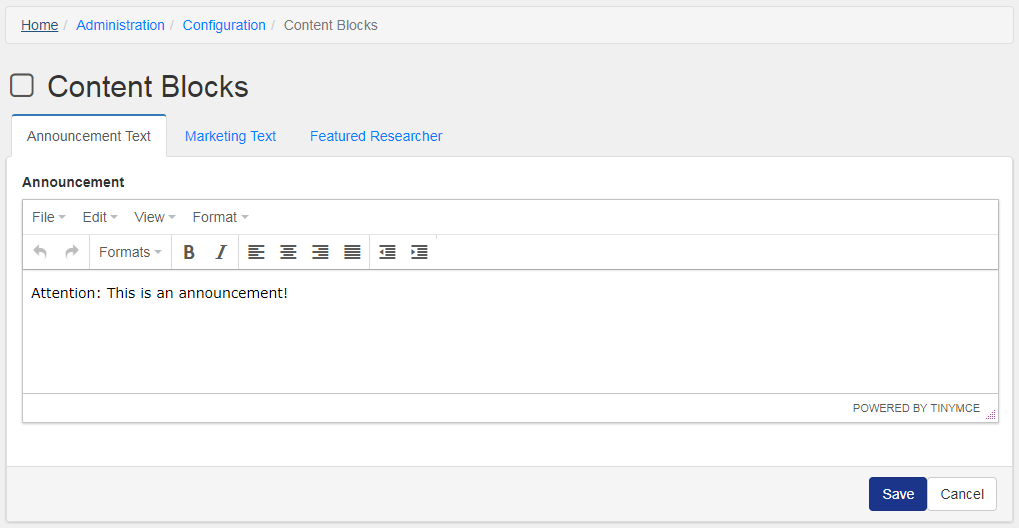 Home / Administration / Configuration / Content Blocks
Content Blocks
Announcement Text Marketing Text Featured Researcher
Announcement
File Edit View Format
Formats B I
Attention: This is an announcement!
POWERED BY TINYMCE
Save Cancel